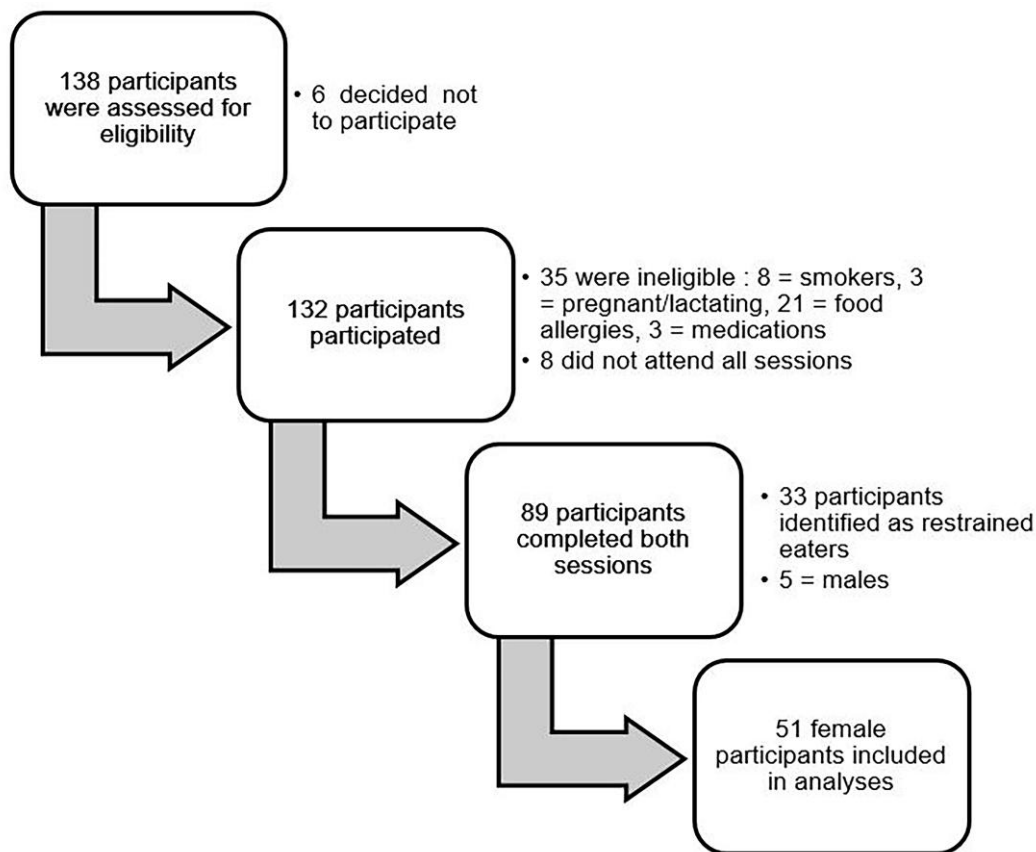 138 participants
were assessed for
eligibility
• 6 decided not
to participate
132 participants
participated
• 35 were ineligible : 8 = smokers, 3
= pregnant/lactating, 21 = food
allergies, 3 = medications
• 8 did not attend all sessions
89 participants
completed both
sessions
• 33 participants
identified as restrained
eaters
• 5 = males
51 female
participants included
in analyses